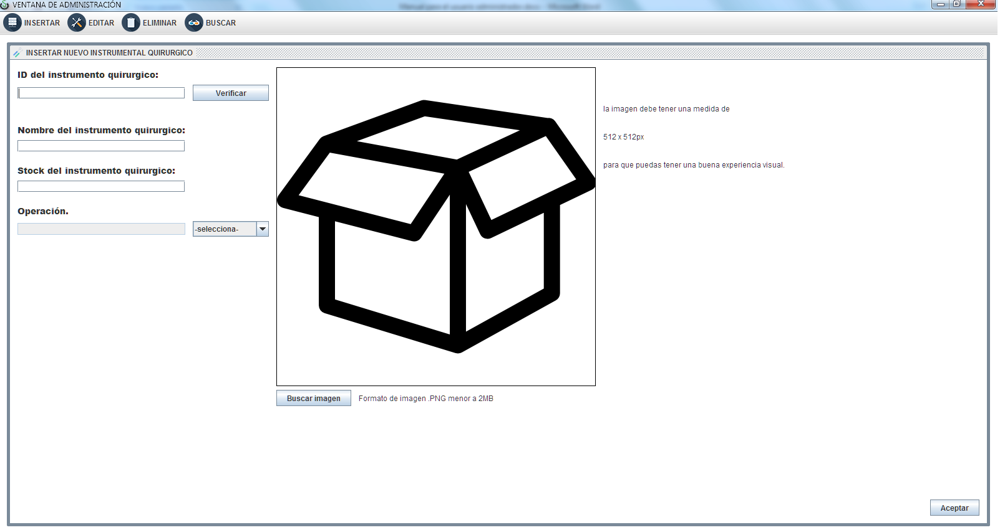 VENTANA DE ADMINISTRACIÓN
INSERTAR EDITAR ELIMINAR BUSCAR
INSERTAR NUEVO INSTRUMENTAL QUIRURGICO
ID del instrumento quirurgico:
Verificar
Nombre del instrumento quirurgico:
Stock del instrumento quirurgico:
Operación.
-selecciona-
la imagen debe tener una medida de
512 x 512px
para que puedas tener una buena experiencia visual.
Buscar imagen Formato de imagen .PNG menor a 2MB
Aceptar